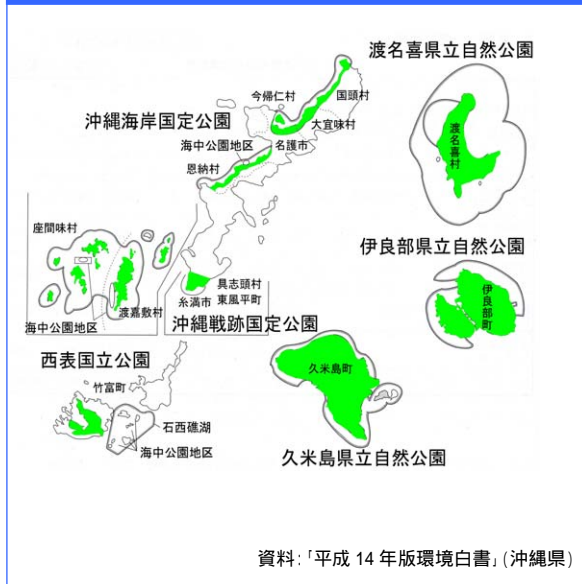 渡名喜県立自然公園
今帰仁村
国頭村
沖縄海岸国定公園
大宜味村
海中公園地区
名護市
恩納村
渡名喜村
座間味村
伊良部県立自然公園
具志頭村
糸満市
東風平町
渡嘉敷村
海中公園地区
沖縄戦跡国定公園
伊良部町
西表国立公園
竹富町
久米島町
石西礁湖
海中公園地区
久米島県立自然公園
資料:「平成14年版環境白書」(沖縄県)